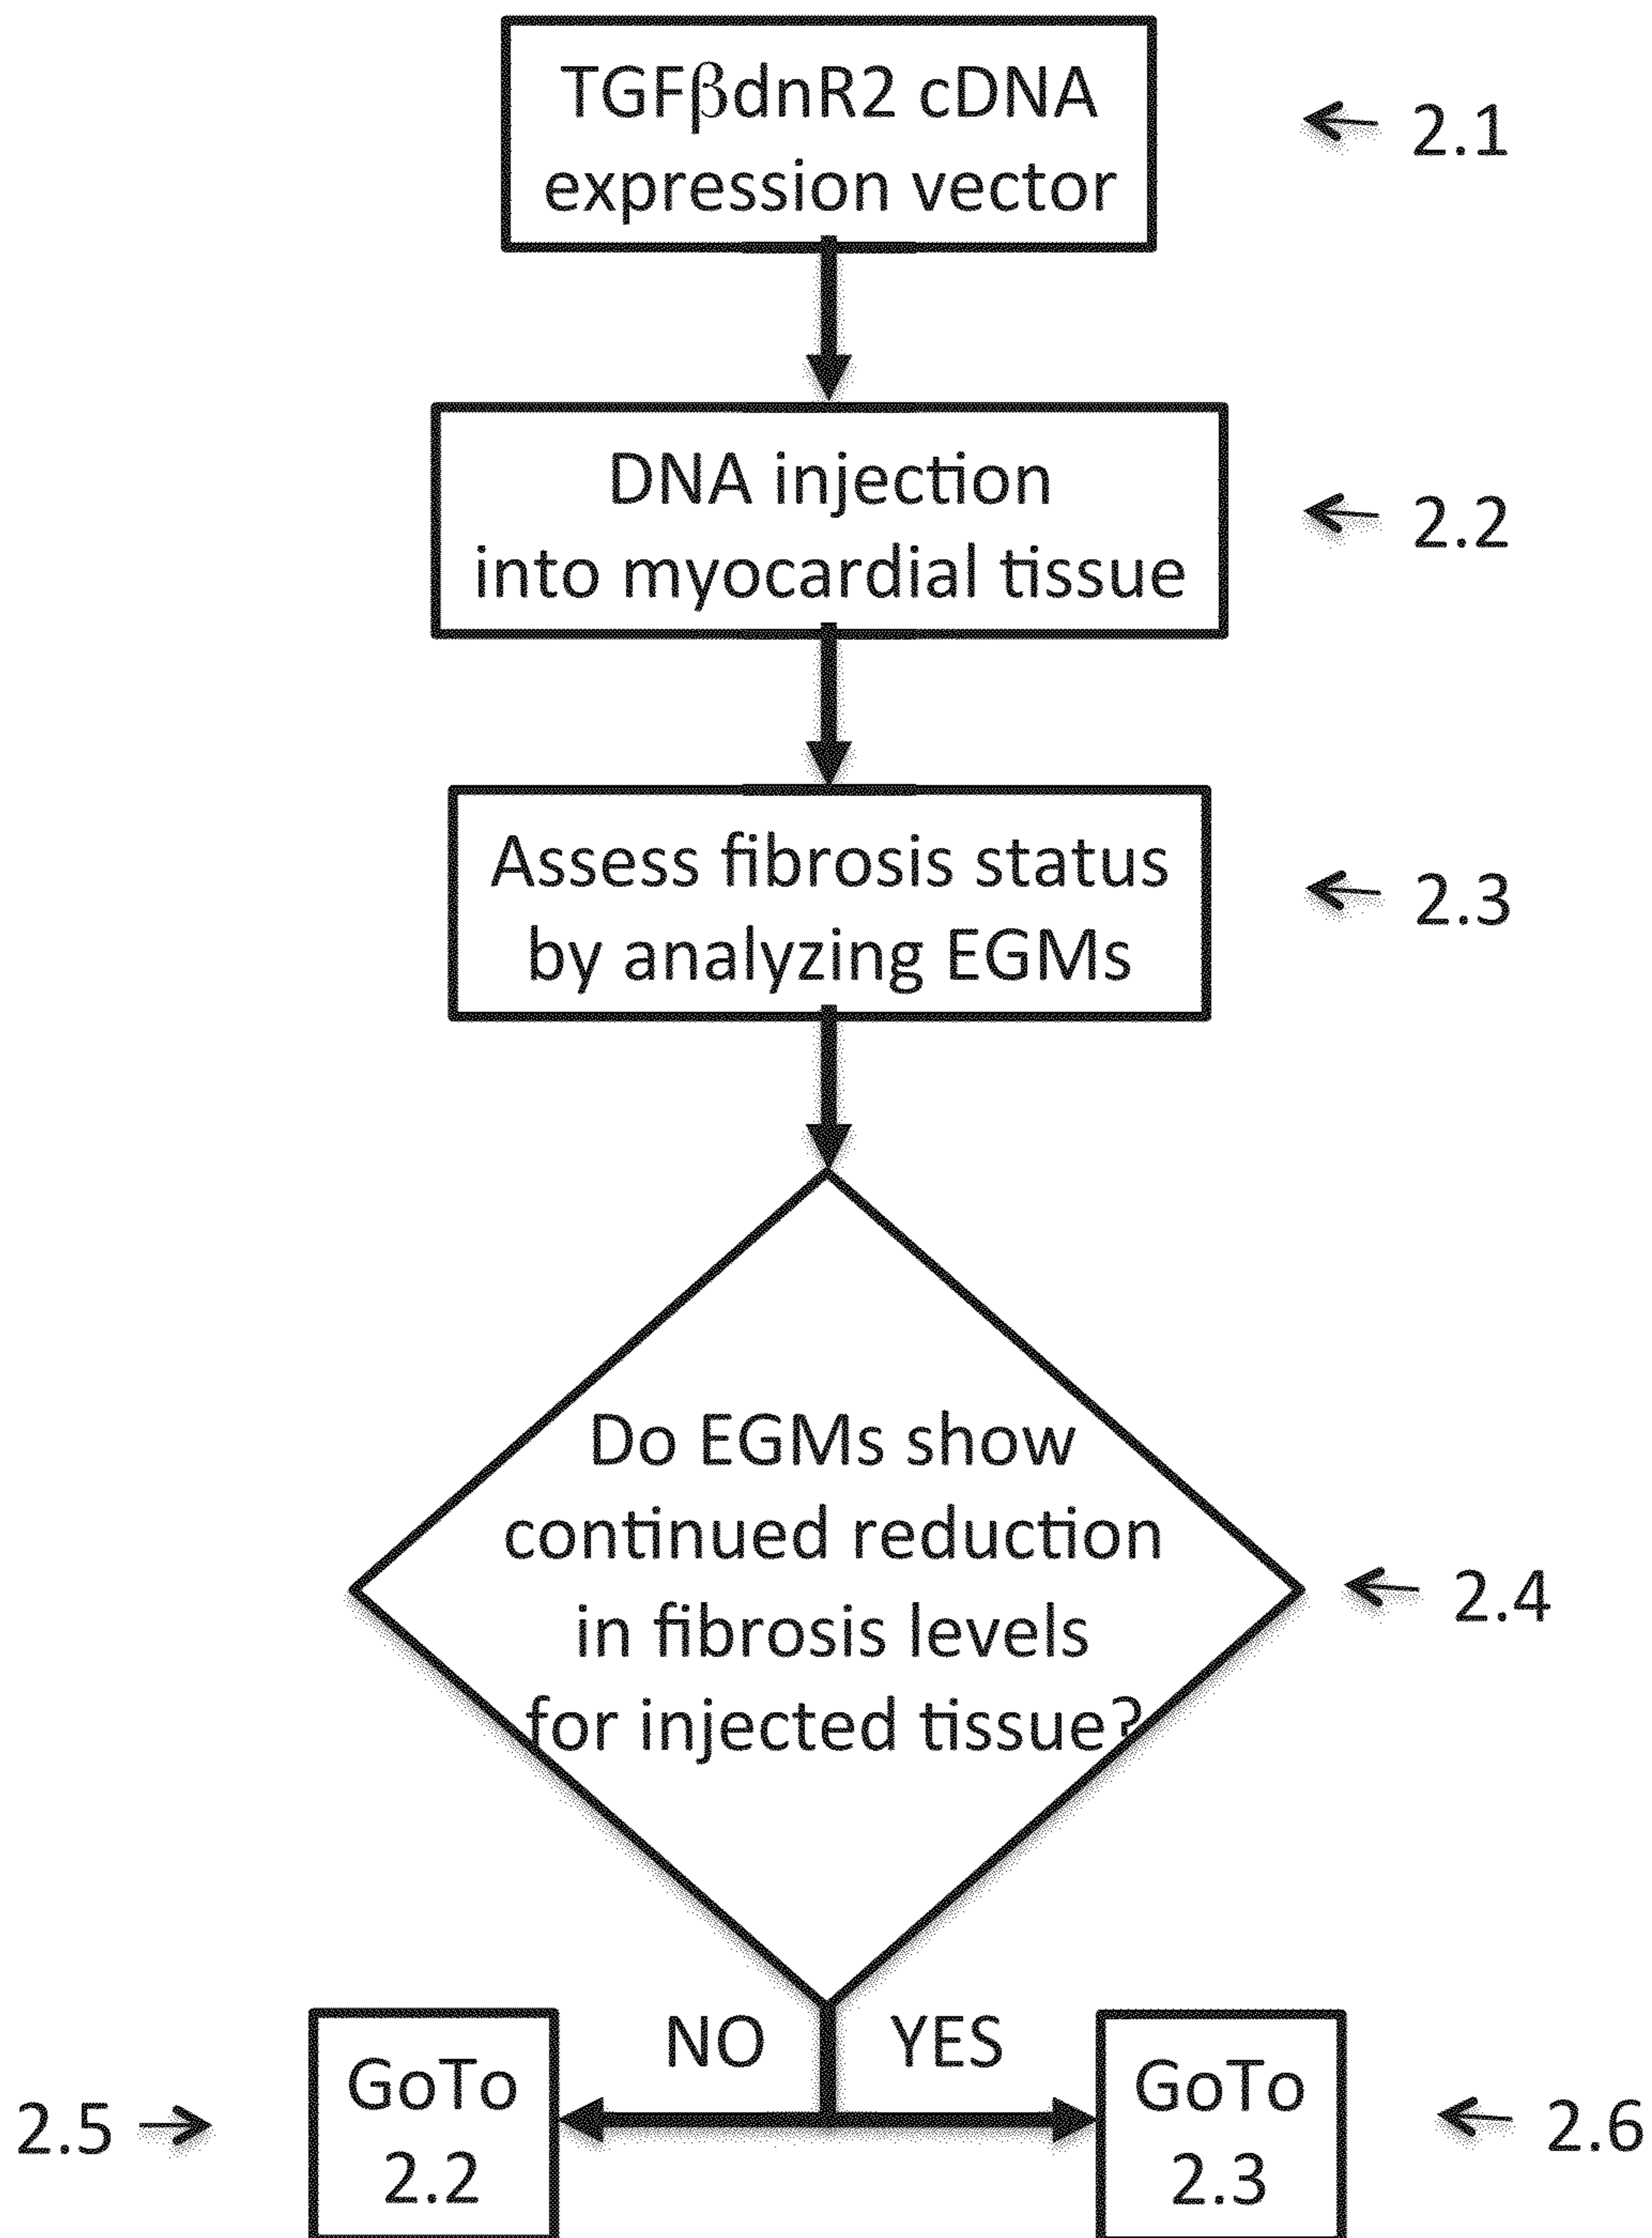 TGFβdnR2 cDNA
expression vector
2.1
DNA injection
into myocardial tissue
2.2
Assess fibrosis status
by analyzing EGMs
2.3
Do EGMs show
continued reduction
in fibrosis levels
for injected tissue?
2.4
NO
YES
2.5
GoTo
2.2
GoTo
2.3
2.6